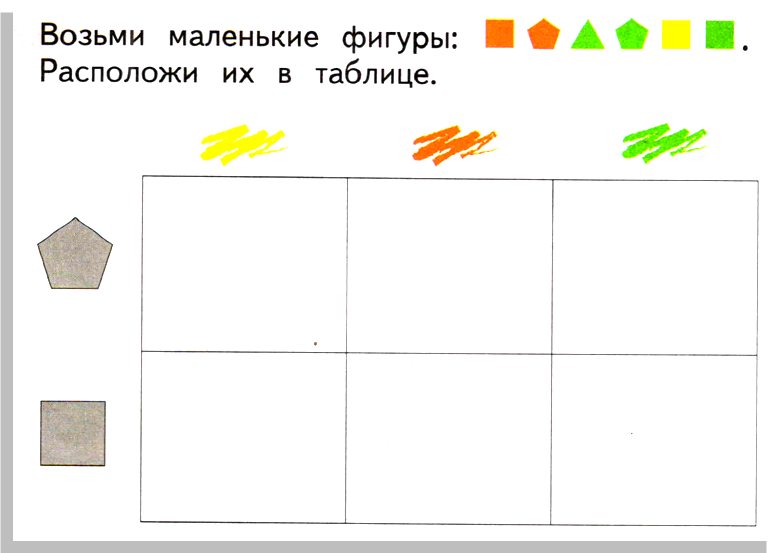 Возьми маленькие фигуры: .
Расположи их в таблице.